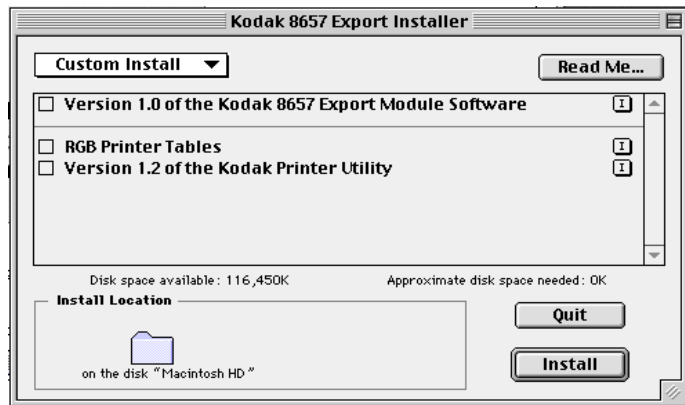 Kodak 8657 Export Installer
Custom Install
Read Me...
Version 1.0 of the Kodak 8657 Export Module Software
I
RGB Printer Tables
I
Version 1.2 of the Kodak Printer Utility
I
Disk space available: 116,450K
Approximate disk space needed: 0K
Install Location
Quit
on the disk "Macintosh HD"
Install